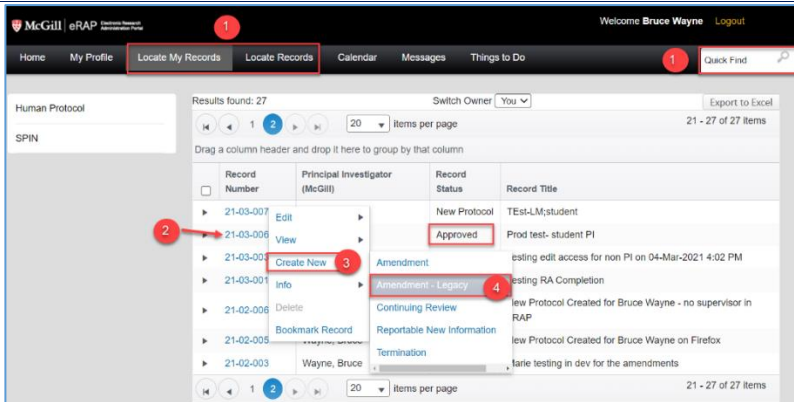 McGill eRAP Electronic Research Administration Portal
1
Welcome Bruce Wayne Logout
Home My Profile Locate My Records Locate Records Calendar Messages Things to Do 1 Quick Find
Human Protocol
SPIN
Results found: 27 Switch Owner You Export to Excel
1 2 20 items per page 21 - 27 of 27 items
Drag a column header and drop it here to group by that column
Record Number Principal Investigator (McGill) Record Status Record Title
21-03-007 New Protocol TEst-LM;student
2 21-03-006 Approved Prod test- student PI
21-03-003 esting edit access for non PI on 04-Mar-2021 4:02 PM
21-03-001 esting RA Completion
21-02-006 ew Protocol Created for Bruce Wayne - no supervisor in
RAP
21-02-005 Wayne, Bruce ew Protocol Created for Bruce Wayne on Firefox
21-02-003 Wayne, Bruce arie testing in dev for the amendments
Edit
View
Create New 3
Info
Delete
Bookmark Record
Amendment
Amendment - Legacy 4
Continuing Review
Reportable New Information
Termination
1 2 20 items per page 21 - 27 of 27 items